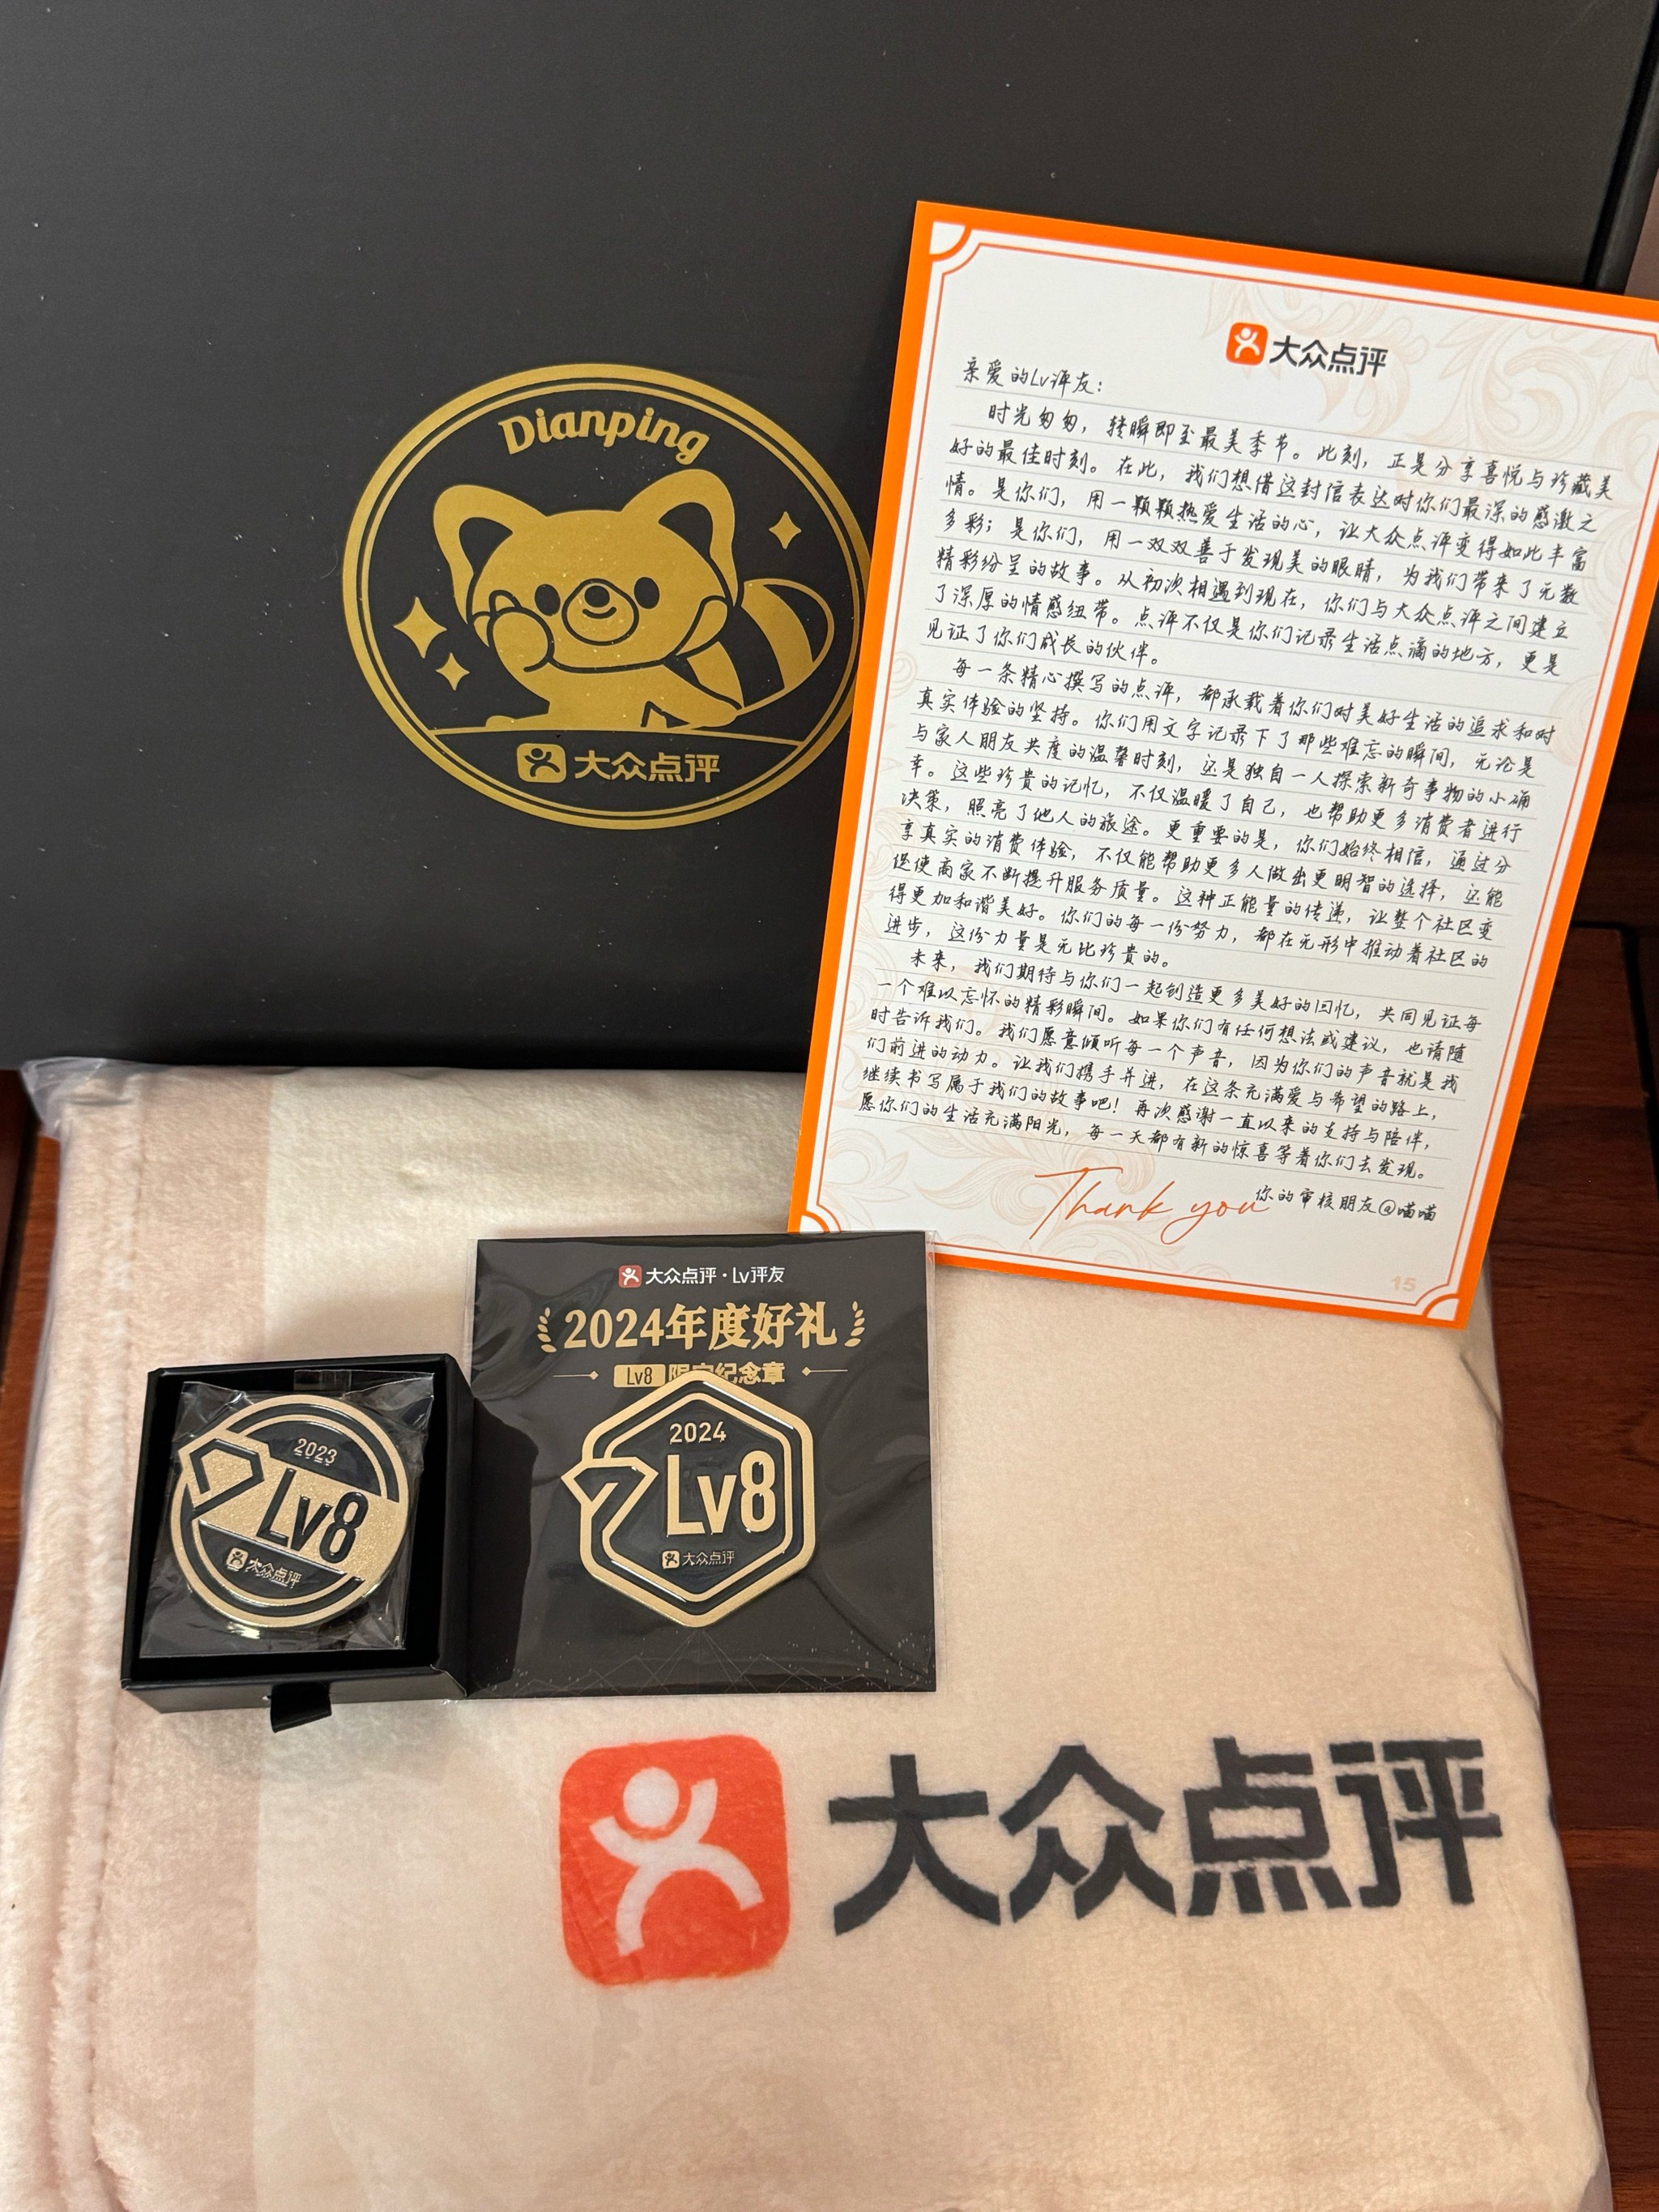 Dianping
大众点评
大众点评
亲爱的Lv评友：
时光匆匆，转瞬即至最美季节。此刻，正是分享喜悦与珍藏美
好的最佳时刻。在此，我们想借这封信表达对你们最深的感激之
情。是你们，用一颗颗热爱生活的心，让大众点评变得如此丰富
多彩；是你们，用一双双善于发现美的眼睛，为我们带来了无数
精彩纷呈的故事。从初次相遇到现在，你们与大众点评之间建立
了深厚的情感纽带。点评不仅是你们记录生活点滴的地方，更是
见证了你们成长的伙伴。
每一条精心撰写的点评，都承载着你们对美好生活的追求和对
真实体验的坚持。你们用文字记录下了那些难忘的瞬间，无论是
与家人朋友共度的温馨时刻，还是独自一人探索新奇事物的小确
幸。这些珍贵的记忆，不仅温暖了自己，也帮助更多消费者进行
决策，照亮了他人的旅途。更重要的是，你们始终相信，通过分
享真实的消费体验，不仅能帮助更多人做出更明智的选择，还能
促使商家不断提升服务质量。这种正能量的传递，让整个社区变
得更加和谐美好。你们的每一份努力，都在无形中推动着社区的
进步，这份力量是无比珍贵的。
未来，我们期待与你们一起创造更多美好的回忆，共同见证每
一个难以忘怀的精彩瞬间。如果你们有任何想法或建议，也请随
时告诉我们。我们愿意倾听每一个声音，因为你们的声音就是我
们前进的动力。让我们携手并进，在这条充满爱与希望的路上，
继续书写属于我们的故事吧！再次感谢一直以来的支持与陪伴，
愿你们的生活充满阳光，每一天都有新的惊喜等着你们去发现。
你的审核朋友@喵喵
Thank you
15
大众点评·Lv评友
2024年度好礼
Lv8 限定纪念章
2024
Lv8
大众点评
2023
Lv8
大众点评
大众点评